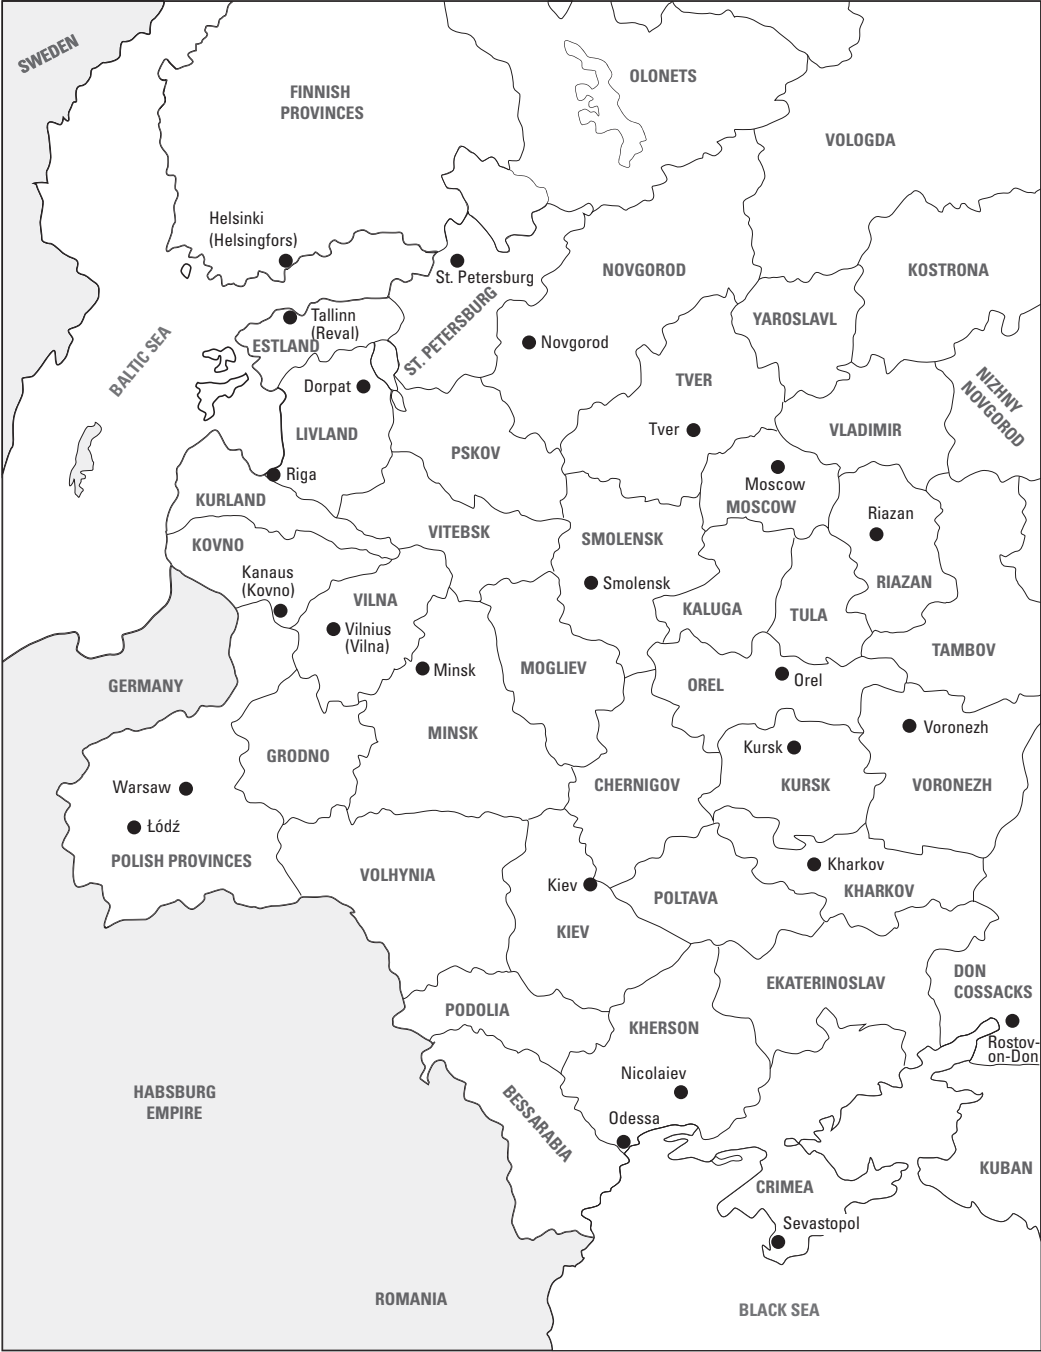 SWEDEN
FINNISH
PROVINCES
OLONETS
VOLOGDA
Helsinki
(Helsingfors)
St. Petersburg
NOVGOROD
KOSTRONA
Tallinn
(Reval)
ESTLAND
ST. PETERSBURG
Novgorod
YAROSLAVL
BALTIC SEA
Dorpat
TVER
NIZHNY
NOVGOROD
LIVLAND
Tver
VLADIMIR
PSKOV
Riga
Moscow
MOSCOW
KURLAND
Riazan
VITEBSK
SMOLENSK
KOVNO
Kanaus
(Kovno)
Smolensk
RIAZAN
VILNA
KALUGA
TULA
Vilnius
(Vilna)
TAMBOV
Minsk
MOGLIEV
GERMANY
OREL
Orel
MINSK
Voronezh
GRODNO
Kursk
CHERNIGOV
KURSK
VORONEZH
Warsaw
Łódź
POLISH PROVINCES
VOLHYNIA
Kharkov
KHARKOV
Kiev
POLTAVA
KIEV
EKATERINOSLAV
DON
COSSACKS
PODOLIA
KHERSON
Rostov-
on-Don
Nicolaiev
HABSBURG
EMPIRE
BESSARABIA
Odessa
KUBAN
CRIMEA
Sevastopol
ROMANIA
BLACK SEA